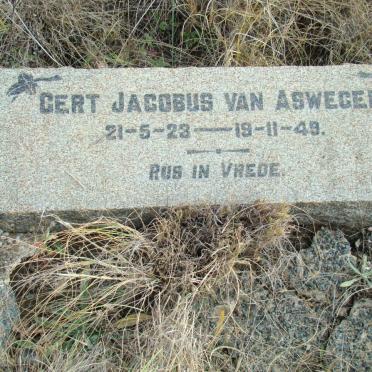 GERT JACOBUS VAN ASWEGEN
21-5-23 — 19-11-49.
RUS IN VREDE.